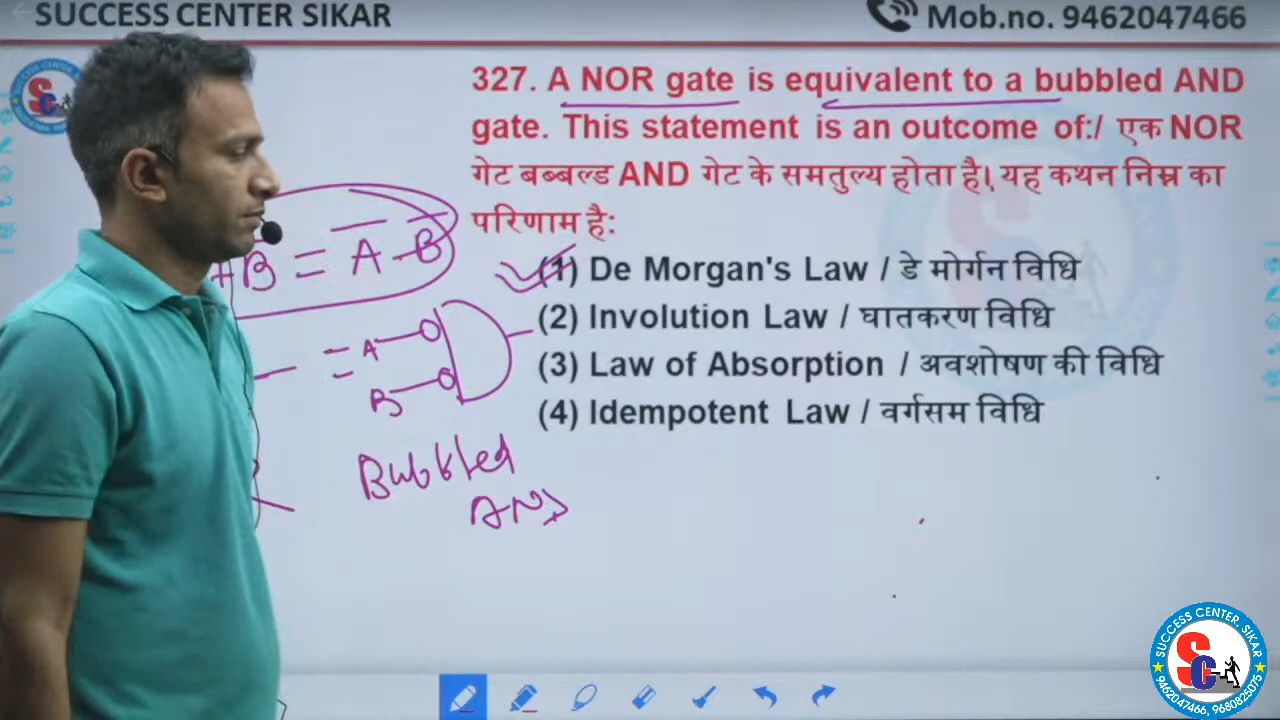 SUCCESS CENTER SIKAR
Mob.no. 9462047466
327. A NOR gate is equivalent to a bubbled AND
gate. This statement is an outcome of:/ एक NOR
गेट बब्बल्ड AND गेट के समतुल्य होता है। यह कथन निम्न का
परिणाम है:
(1) De Morgan's Law / डे मोर्गन विधि
(2) Involution Law / घातकरण विधि
(3) Law of Absorption / अवशोषण की विधि
(4) Idempotent Law / वर्गसम विधि
+B = A̅ . B̅
= A
B
Bubbled
AND
SUCCESS CENTER, SIKAR
SC
9462047466, 9680825075